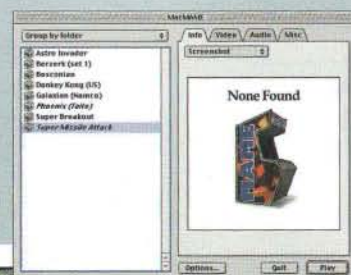 MacMAME
Group by folder
Astro Invader
Berzerk (set 1)
Bosconian
Donkey Kong (US)
Galaxian (Namco)
Phoenix (Taito)
Super Breakout
Super Missile Attack
Info Video Audio Misc
Screenshot
None Found
MAME
Options... Quit Play